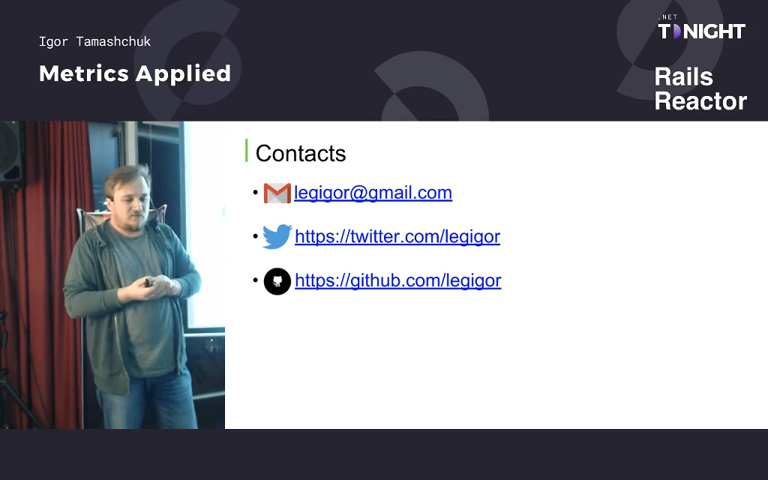 Igor Tamashchuk
Metrics Applied
.NET
TONIGHT
Rails
Reactor
Contacts
• legigor@gmail.com
• https://twitter.com/legigor
• https://github.com/legigor